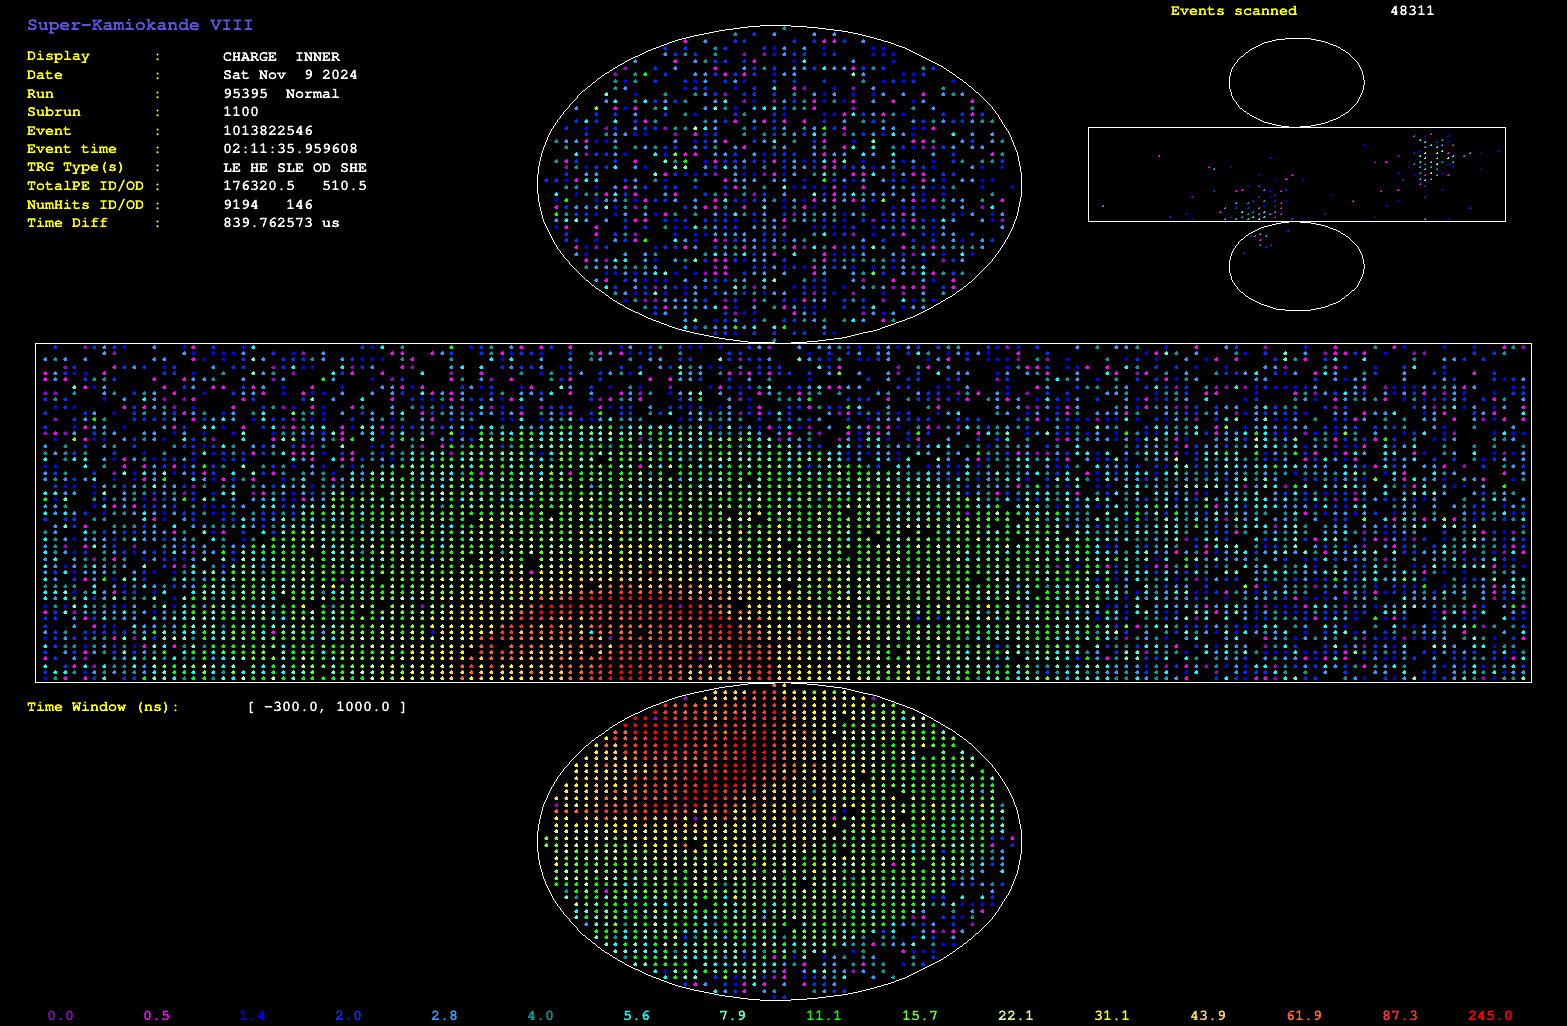 Super-Kamiokande VIII
Display : CHARGE INNER
Date : Sat Nov 9 2024
Run : 95395 Normal
Subrun : 1100
Event : 1013822546
Event time : 02:11:35.959608
TRG Type(s) : LE HE SLE OD SHE
TotalPE ID/OD : 176320.5 510.5
NumHits ID/OD : 9194 146
Time Diff : 839.762573 us
Events scanned 48311
Time Window (ns): [ -300.0, 1000.0 ]
0.0 0.5 1.4 2.0 2.8 4.0 5.6 7.9 11.1 15.7 22.1 31.1 43.9 61.9 87.3 245.0